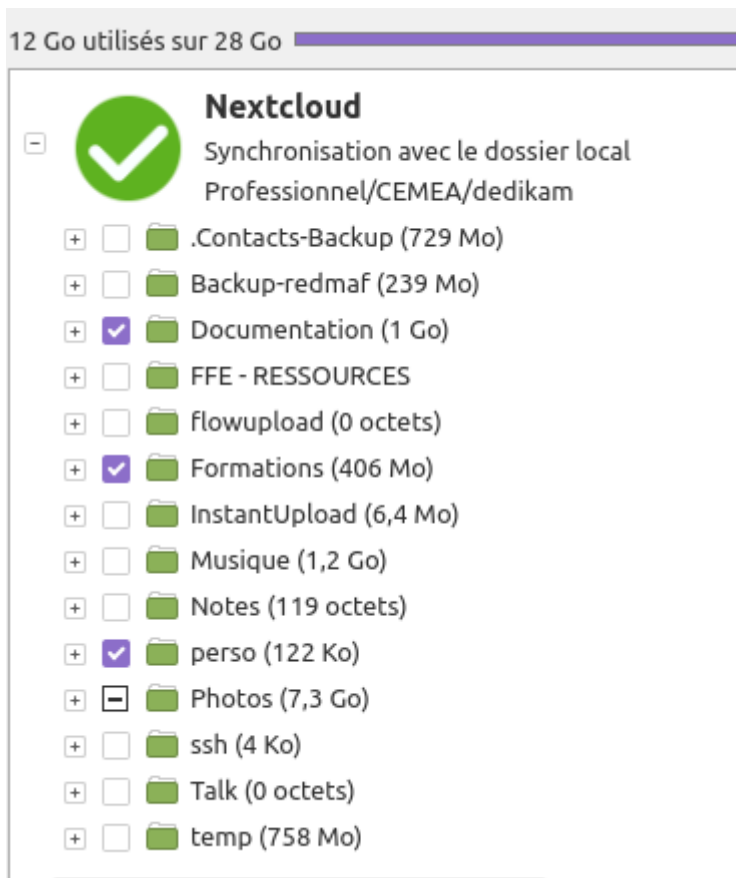 12 Go utilisés sur 28 Go
Nextcloud
Synchronisation avec le dossier local
Professionnel/CEMEA/dedikam
.Contacts-Backup (729 Mo)
Backup-redmaf (239 Mo)
Documentation (1 Go)
FFE - RESSOURCES
flowupload (0 octets)
Formations (406 Mo)
InstantUpload (6,4 Mo)
Musique (1,2 Go)
Notes (119 octets)
perso (122 Ko)
Photos (7,3 Go)
ssh (4 Ko)
Talk (0 octets)
temp (758 Mo)